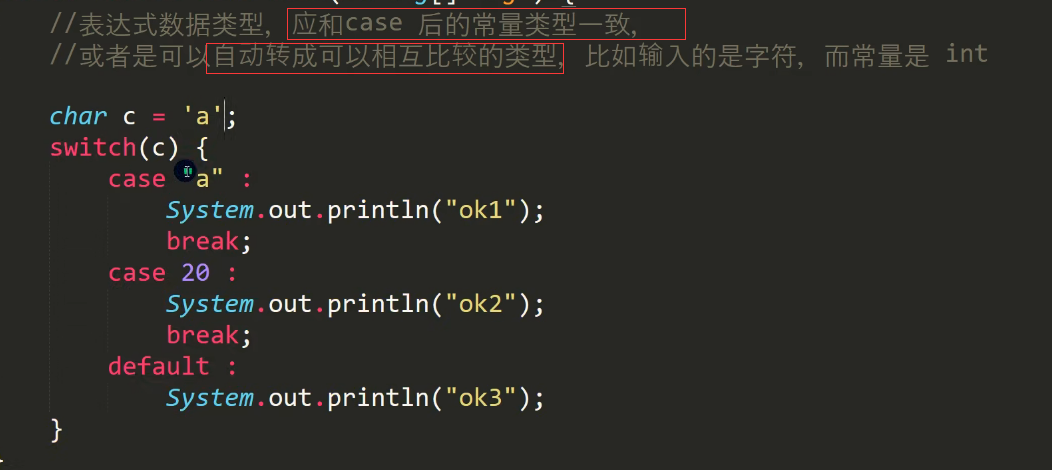 //表达式数据类型，应和case 后的常量类型一致，
//或者是可以自动转成可以相互比较的类型，比如输入的是字符，而常量是 int
char c = 'a';
switch(c) {
case "a" :
System.out.println("ok1");
break;
case 20 :
System.out.println("ok2");
break;
default :
System.out.println("ok3");
}